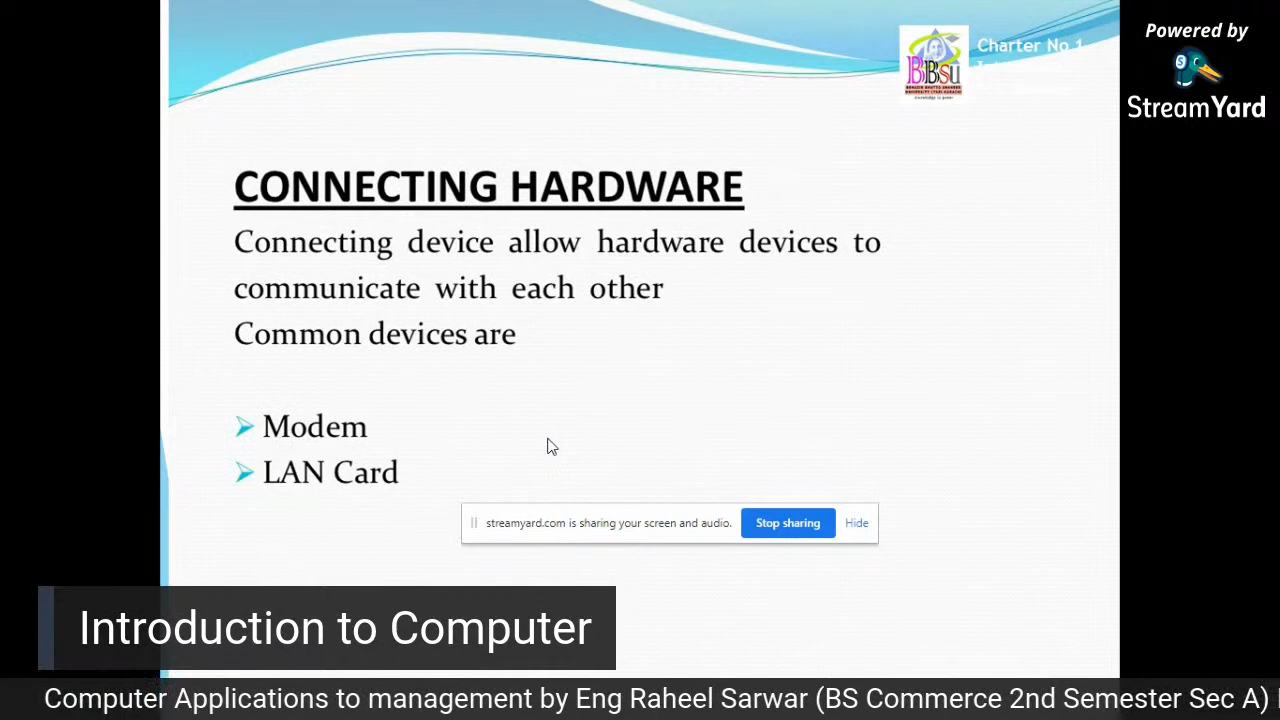 Powered by
StreamYard
Charter No 1
BBSU
CONNECTING HARDWARE
Connecting device allow hardware devices to
communicate with each other
Common devices are
Modem
LAN Card
streamyard.com is sharing your screen and audio.
Stop sharing
Hide
Introduction to Computer
Computer Applications to management by Eng Raheel Sarwar (BS Commerce 2nd Semester Sec A)